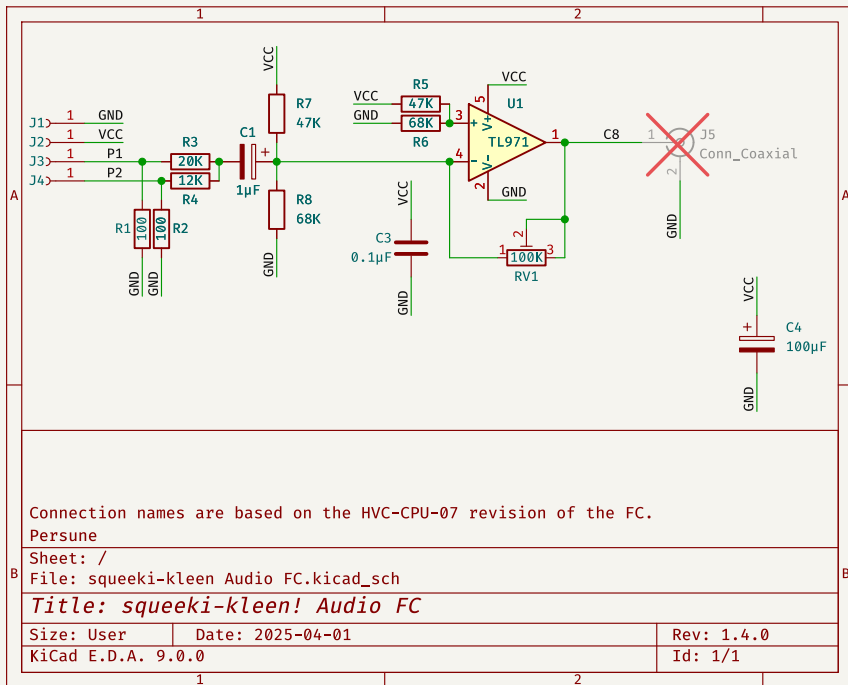 1
2
VCC
R5
VCC
VCC
47K
U1
R7
47K
GND
68K
3
+
V+
5
TL971
1
C8
1
J5
Conn_Coaxial
2
GND
R6
4
-
V-
2
GND
J1
1
GND
J2
1
VCC
J3
1
P1
R3
20K
C1
+
1µF
J4
1
P2
12K
R4
A
A
R1
100
100
R2
GND
GND
R8
68K
GND
VCC
C3
0.1µF
GND
2
1
100K
3
RV1
VCC
+
C4
100µF
GND
Connection names are based on the HVC-CPU-07 revision of the FC.
Persune
Sheet: /
File: squeeki-kleen Audio FC.kicad_sch
B
B
Title: squeeki-kleen! Audio FC
Size: User
Date: 2025-04-01
Rev: 1.4.0
KiCad E.D.A. 9.0.0
Id: 1/1
1
2